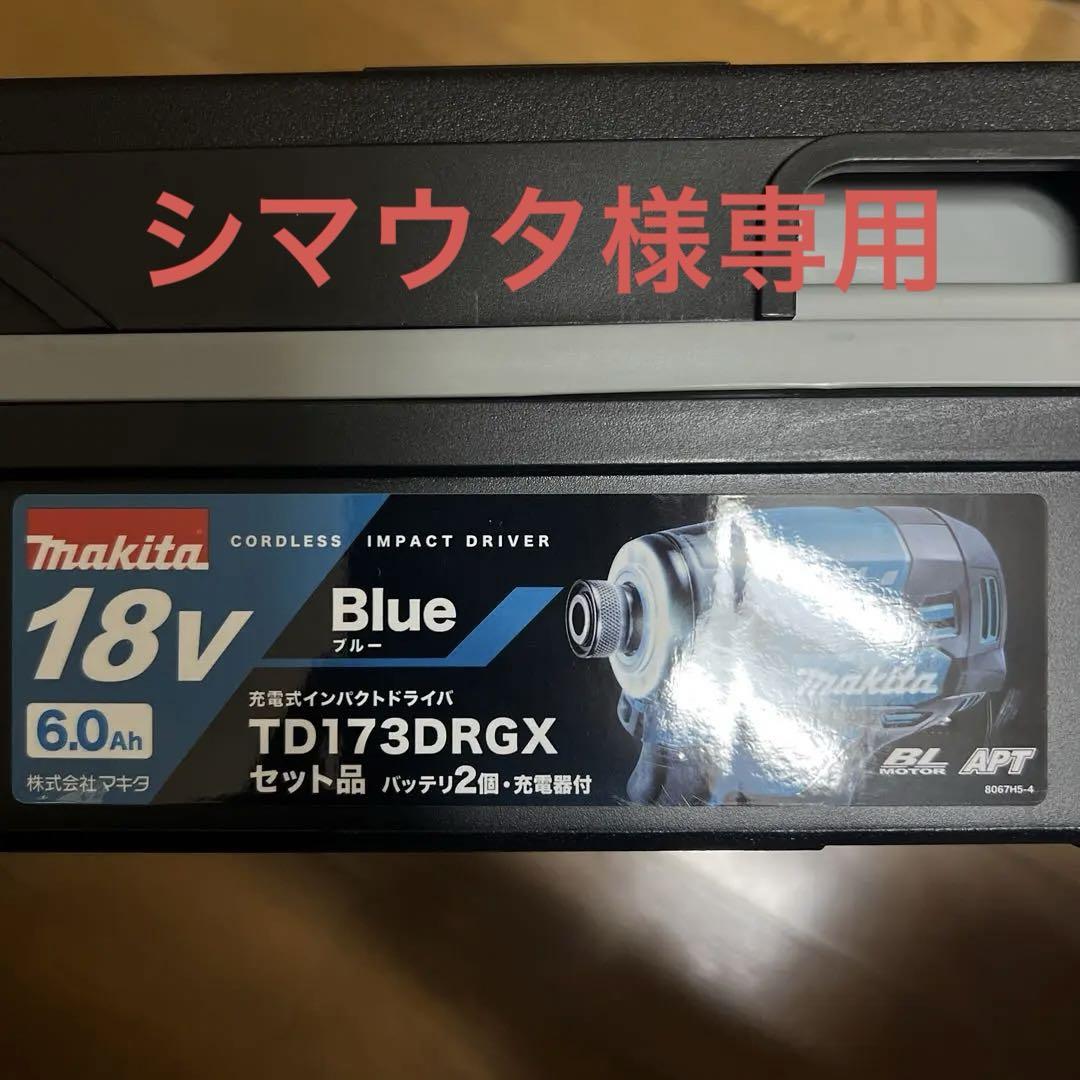 シマウタ様専用
makita CORDLESS IMPACT DRIVER
18V
Blue
ブルー
充電式インパクトドライバ
6.0Ah
TD173DRGX
セット品 バッテリ2個・充電器付
株式会社マキタ
makita
BL MOTOR APT
8067H5-4